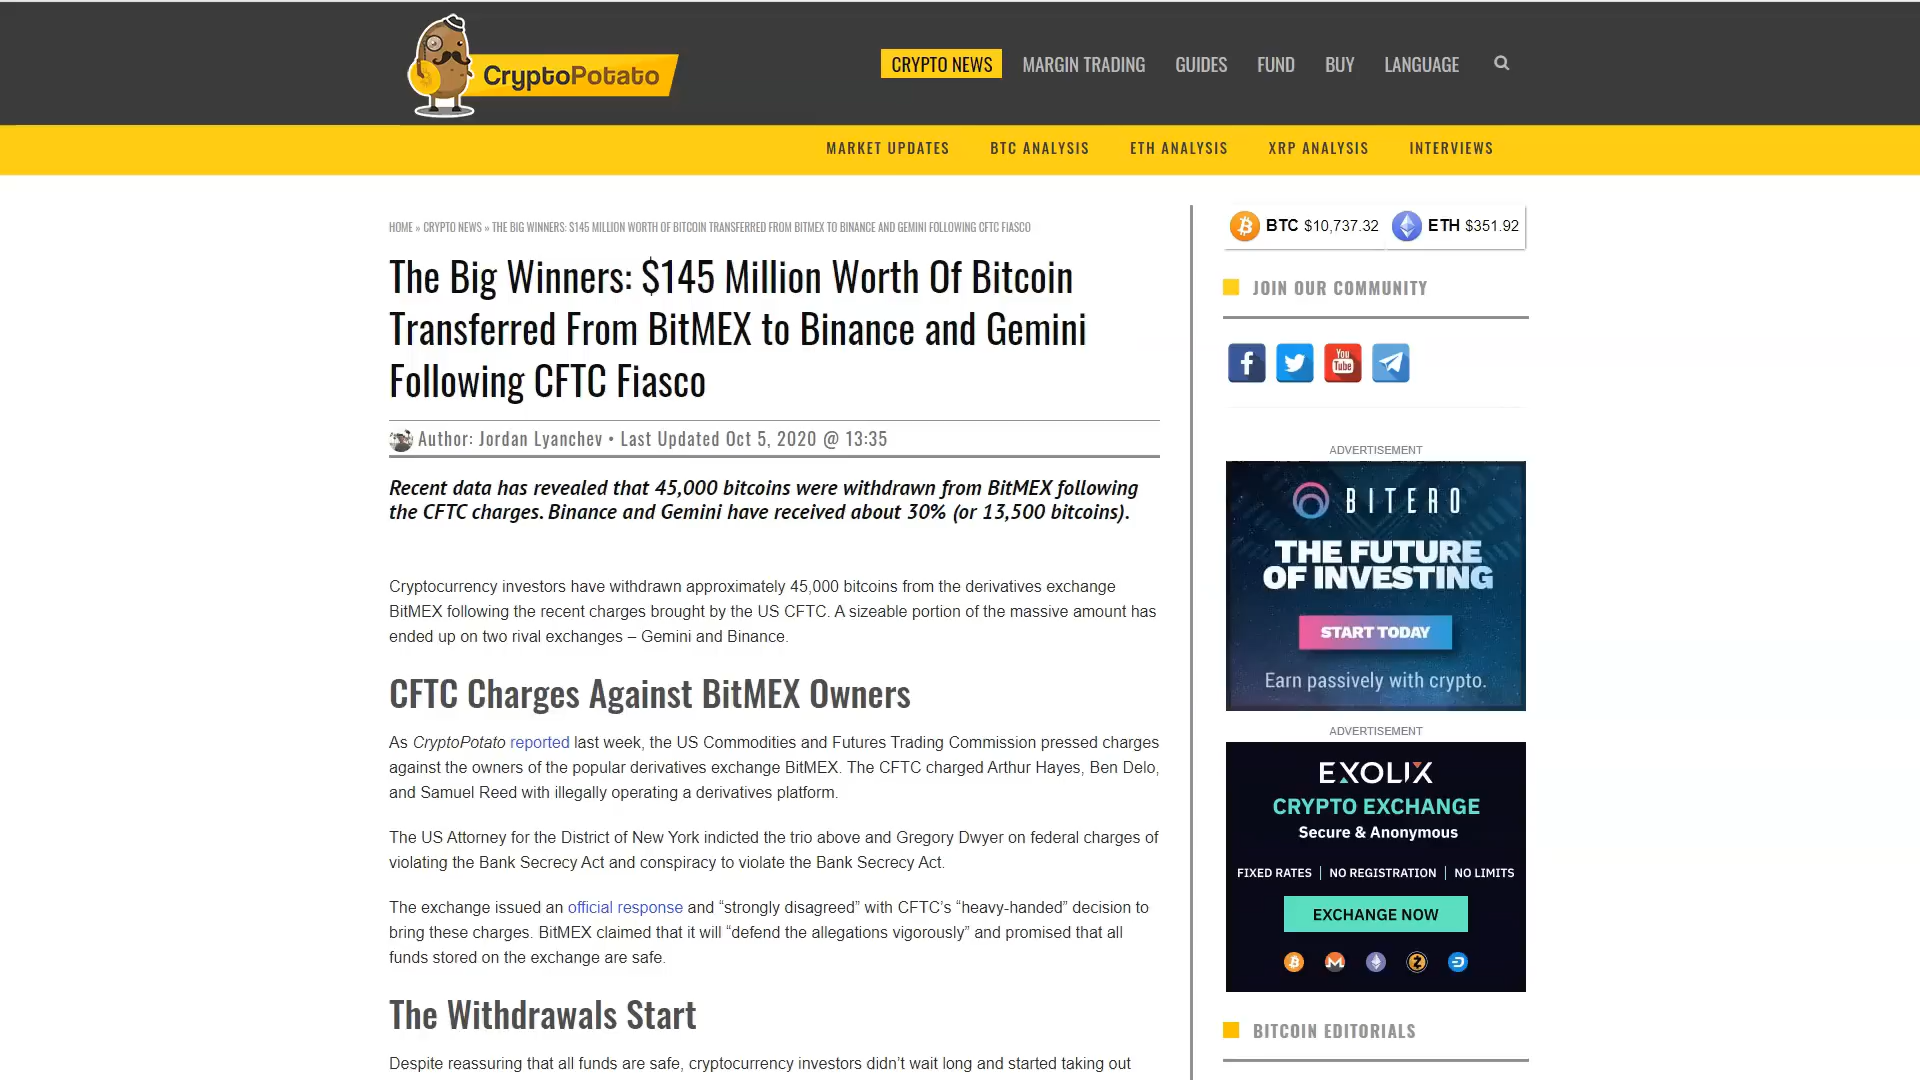 CryptoPotato
CRYPTO NEWS
MARGIN TRADING
GUIDES
FUND
BUY
LANGUAGE
MARKET UPDATES
BTC ANALYSIS
ETH ANALYSIS
XRP ANALYSIS
INTERVIEWS
HOME » CRYPTO NEWS » THE BIG WINNERS: $145 MILLION WORTH OF BITCOIN TRANSFERRED FROM BITMEX TO BINANCE AND GEMINI FOLLOWING CFTC FIASCO
The Big Winners: $145 Million Worth Of Bitcoin
Transferred From BitMEX to Binance and Gemini
Following CFTC Fiasco
Author: Jordan Lyanchev • Last Updated Oct 5, 2020 @ 13:35
Recent data has revealed that 45,000 bitcoins were withdrawn from BitMEX following
the CFTC charges. Binance and Gemini have received about 30% (or 13,500 bitcoins).
Cryptocurrency investors have withdrawn approximately 45,000 bitcoins from the derivatives exchange
BitMEX following the recent charges brought by the US CFTC. A sizeable portion of the massive amount has
ended up on two rival exchanges – Gemini and Binance.
CFTC Charges Against BitMEX Owners
As CryptoPotato reported last week, the US Commodities and Futures Trading Commission pressed charges
against the owners of the popular derivatives exchange BitMEX. The CFTC charged Arthur Hayes, Ben Delo,
and Samuel Reed with illegally operating a derivatives platform.
The US Attorney for the District of New York indicted the trio above and Gregory Dwyer on federal charges of
violating the Bank Secrecy Act and conspiracy to violate the Bank Secrecy Act.
The exchange issued an official response and “strongly disagreed” with CFTC’s “heavy-handed” decision to
bring these charges. BitMEX claimed that it will “defend the allegations vigorously” and promised that all
funds stored on the exchange are safe.
The Withdrawals Start
Despite reassuring that all funds are safe, cryptocurrency investors didn’t wait long and started taking out
BTC $10,737.32
ETH $351.92
JOIN OUR COMMUNITY
You
Tube
ADVERTISEMENT
BITERO
THE FUTURE
OF INVESTING
START TODAY
Earn passively with crypto.
ADVERTISEMENT
EXOLIX
CRYPTO EXCHANGE
Secure & Anonymous
FIXED RATES | NO REGISTRATION | NO LIMITS
EXCHANGE NOW
BITCOIN EDITORIALS